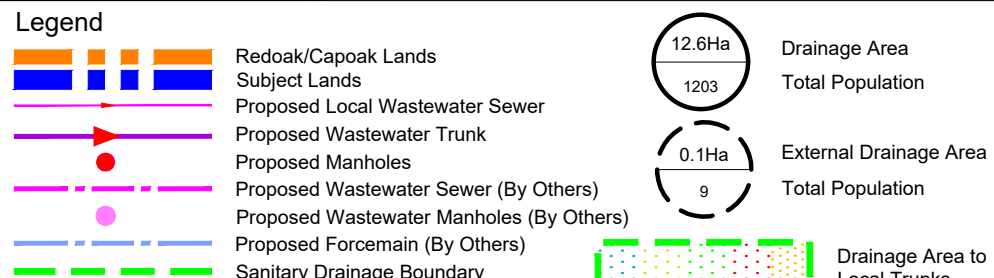 Legend
Redoak/Capoak Lands
Subject Lands
Proposed Local Wastewater Sewer
Proposed Wastewater Trunk
Proposed Manholes
Proposed Wastewater Sewer (By Others)
Proposed Wastewater Manholes (By Others)
Proposed Forcemain (By Others)
Sanitary Drainage Boundary
12.6Ha
1203
Drainage Area
Total Population
0.1Ha
9
External Drainage Area
Total Population
Drainage Area to
Local Trunks